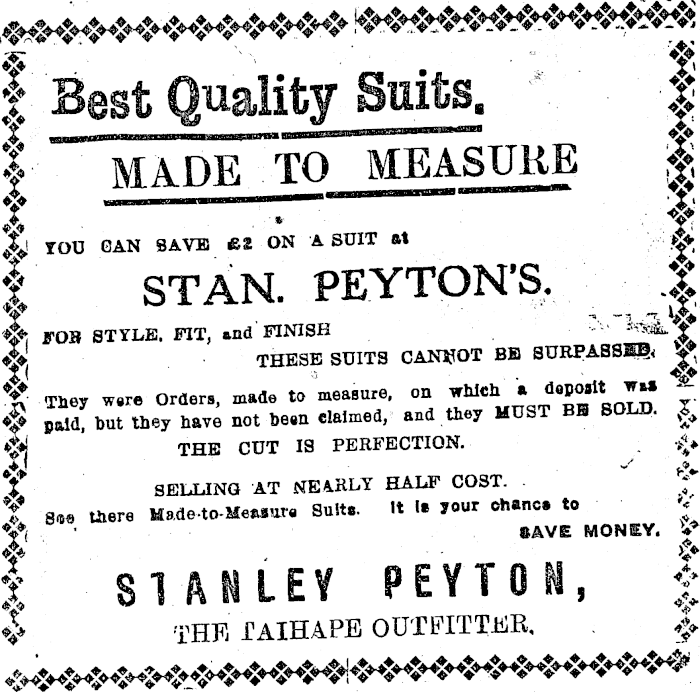 Best Quality Suits.
MADE TO MEASURE
YOU CAN SAVE £2 ON A SUIT at
STAN. PEYTON'S.
FOR STYLE, FIT, and FINISH
THESE SUITS CANNOT BE SURPASSED.
They were Orders, made to measure, on which a deposit was
paid, but they have not been claimed, and they MUST BE SOLD.
THE CUT IS PERFECTION.
SELLING AT NEARLY HALF COST.
See there Made-to-Measure Suits. It is your chance to
SAVE MONEY.
STANLEY PEYTON,
THE TAIHAPE OUTFITTER.